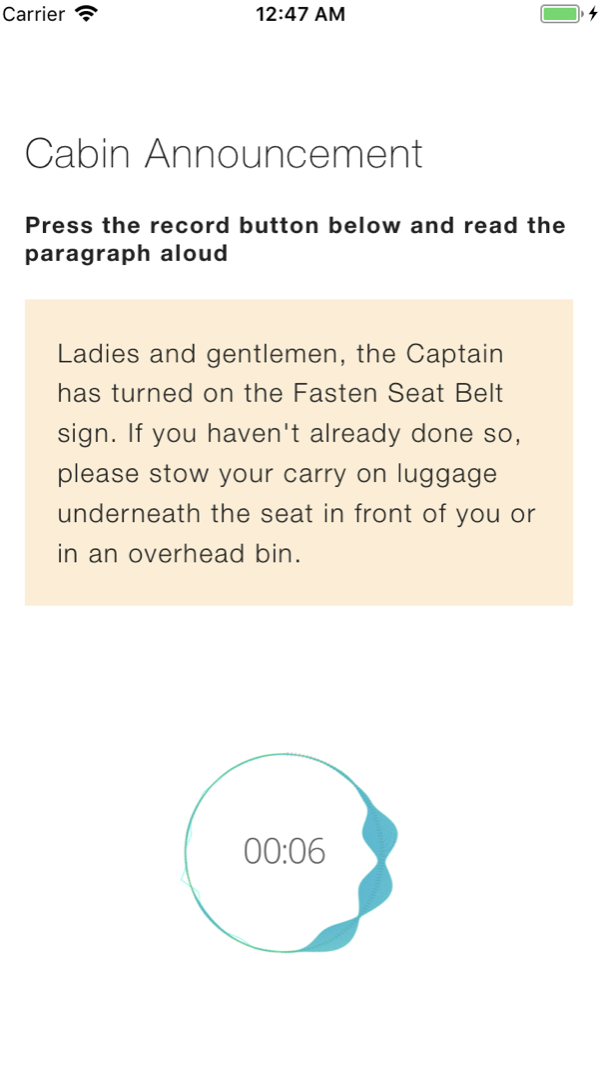 Carrier 12:47 AM
Cabin Announcement
Press the record button below and read the
paragraph aloud
Ladies and gentlemen, the Captain
has turned on the Fasten Seat Belt
sign. If you haven't already done so,
please stow your carry on luggage
underneath the seat in front of you or
in an overhead bin.
00:06